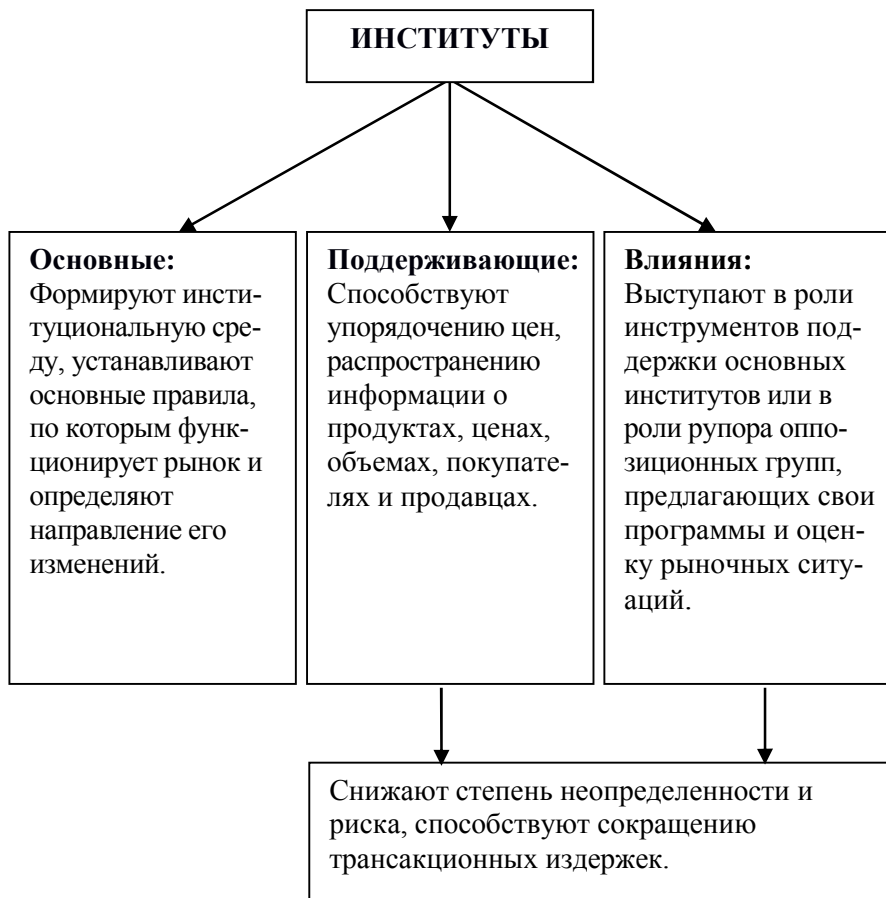 ИНСТИТУТЫ
Основные:
Формируют инсти-
туциональную сре-
ду, устанавливают
основные правила,
по которым функ-
ционирует рынок и
определяют
направление его
изменений.
Поддерживающие:
Способствуют
упорядочению цен,
распространению
информации о
продуктах, ценах,
объемах, покупате-
лях и продавцах.
Влияния:
Выступают в роли
инструментов под-
держки основных
институтов или в
роли рупора оппо-
зиционных групп,
предлагающих свои
программы и оцен-
ку рыночных ситу-
аций.
Снижают степень неопределенности и
риска, способствуют сокращению
трансакционных издержек.